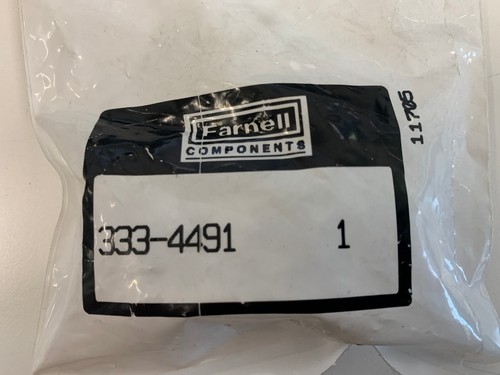 Farnell
COMPONENTS
11705
333-4491 1